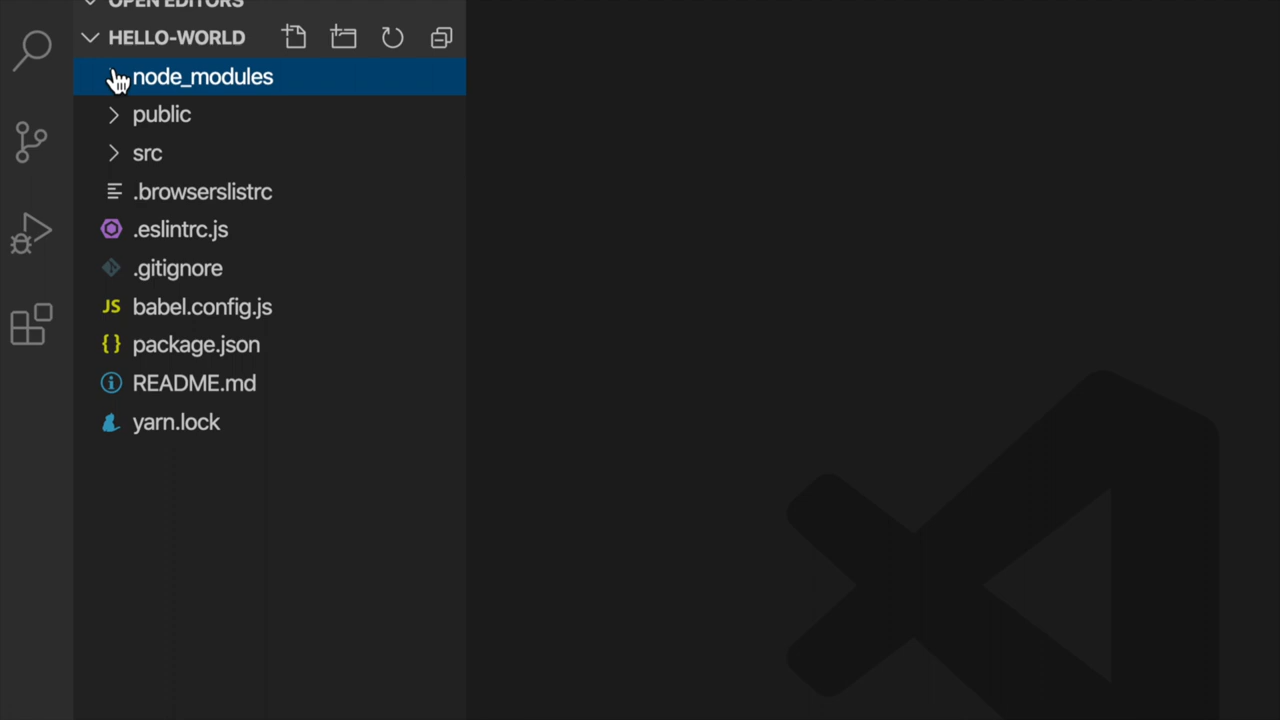 OPEN EDITORS
HELLO-WORLD
node_modules
public
src
.browserslistrc
.eslintrc.js
.gitignore
JS babel.config.js
{ } package.json
README.md
yarn.lock